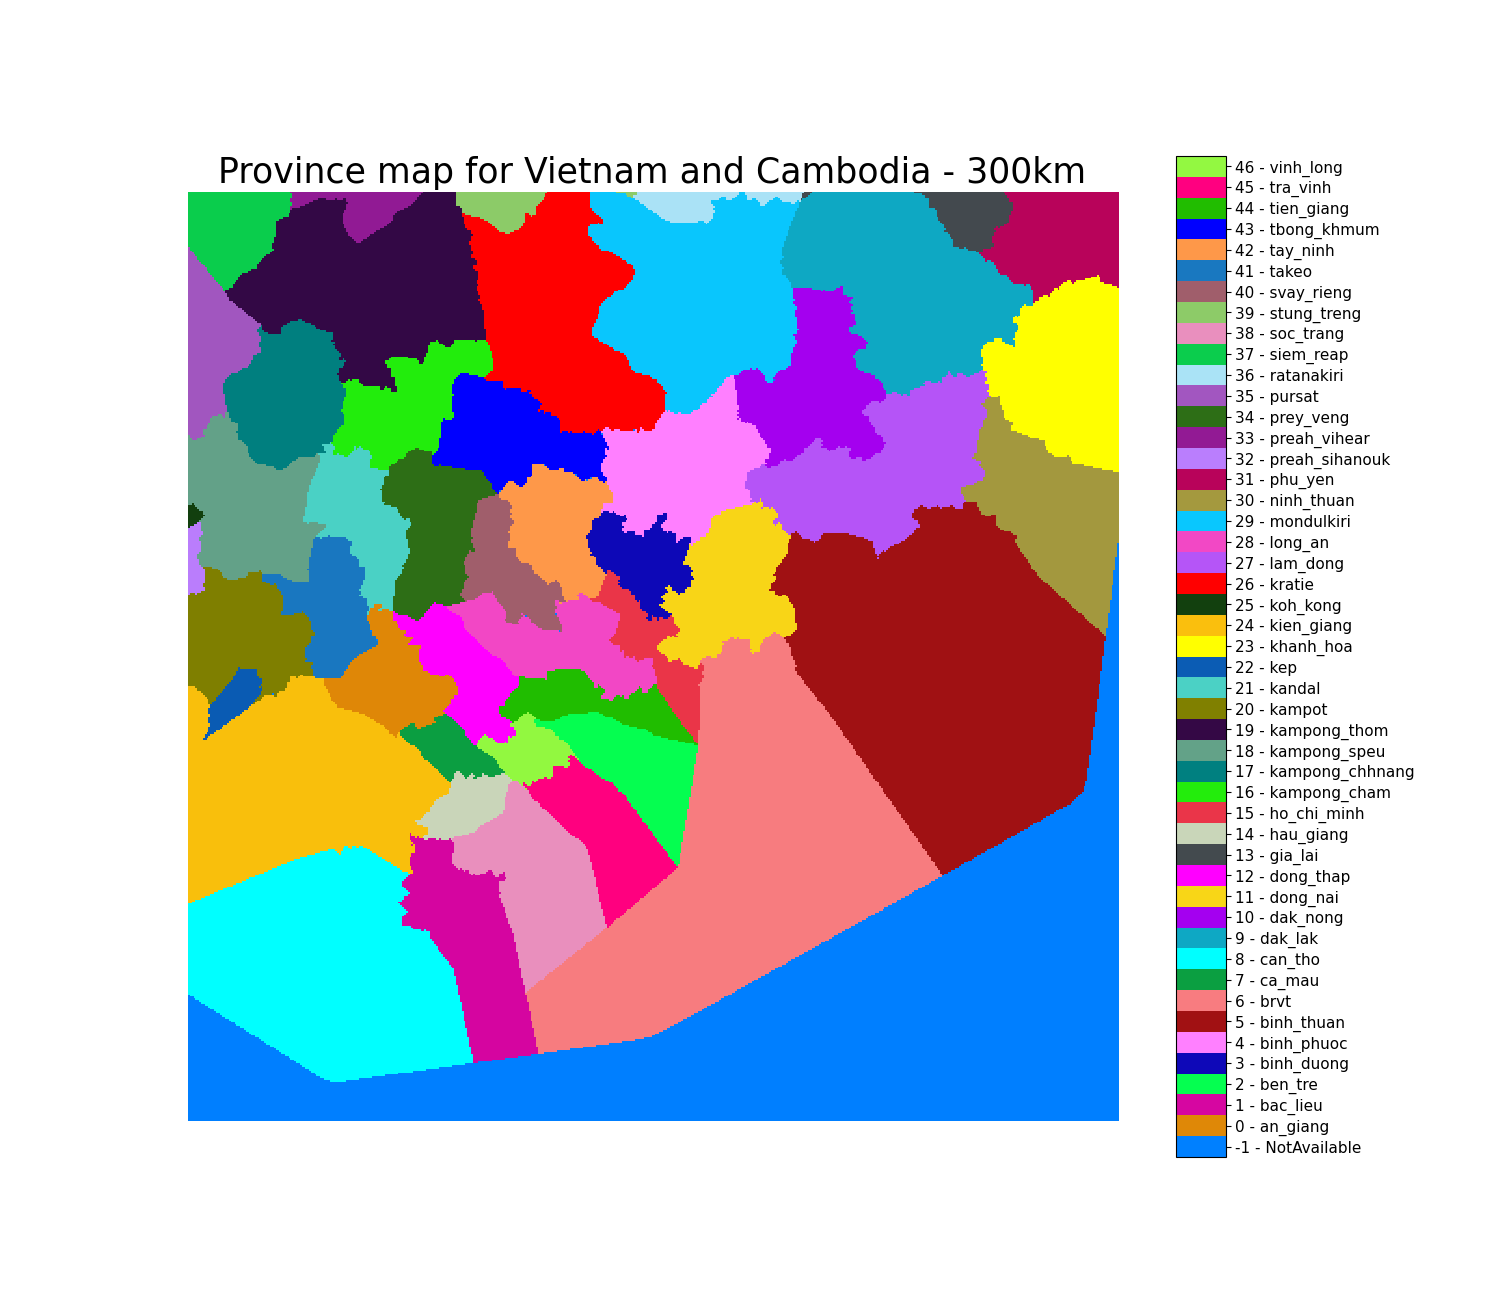 Province map for Vietnam and Cambodia - 300km
46 - vinh_long
45 - tra_vinh
44 - tien_giang
43 - tbong_khmum
42 - tay_ninh
41 - takeo
40 - svay_rieng
39 - stung_treng
38 - soc_trang
37 - siem_reap
36 - ratanakiri
35 - pursat
34 - prey_veng
33 - preah_vihear
32 - preah_sihanouk
31 - phu_yen
30 - ninh_thuan
29 - mondulkiri
28 - long_an
27 - lam_dong
26 - kratie
25 - koh_kong
24 - kien_giang
23 - khanh_hoa
22 - kep
21 - kandal
20 - kampot
19 - kampong_thom
18 - kampong_speu
17 - kampong_chhnang
16 - kampong_cham
15 - ho_chi_minh
14 - hau_giang
13 - gia_lai
12 - dong_thap
11 - dong_nai
10 - dak_nong
9 - dak_lak
8 - can_tho
7 - ca_mau
6 - brvt
5 - binh_thuan
4 - binh_phuoc
3 - binh_duong
2 - ben_tre
1 - bac_lieu
0 - an_giang
-1 - NotAvailable